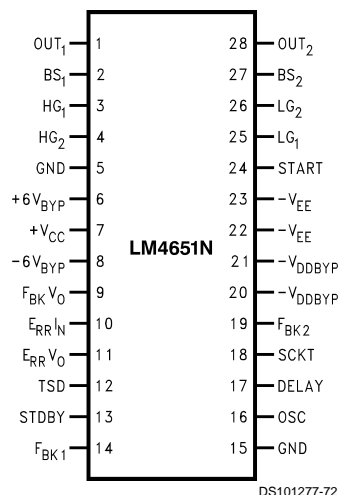 OUT1 1 28 OUT2
BS1 2 27 BS2
HG1 3 26 LG2
HG2 4 25 LG1
GND 5 24 START
+6VBYP 6 23 −VEE
+VCC 7 22 −VEE
LM4651N
−6VBYP 8 21 −VDDBYP
FBKVO 9 20 −VDDBYP
ERRIN 10 19 FBK2
ERRVO 11 18 SCKT
TSD 12 17 DELAY
STDBY 13 16 OSC
FBK1 14 15 GND
DS101277-72